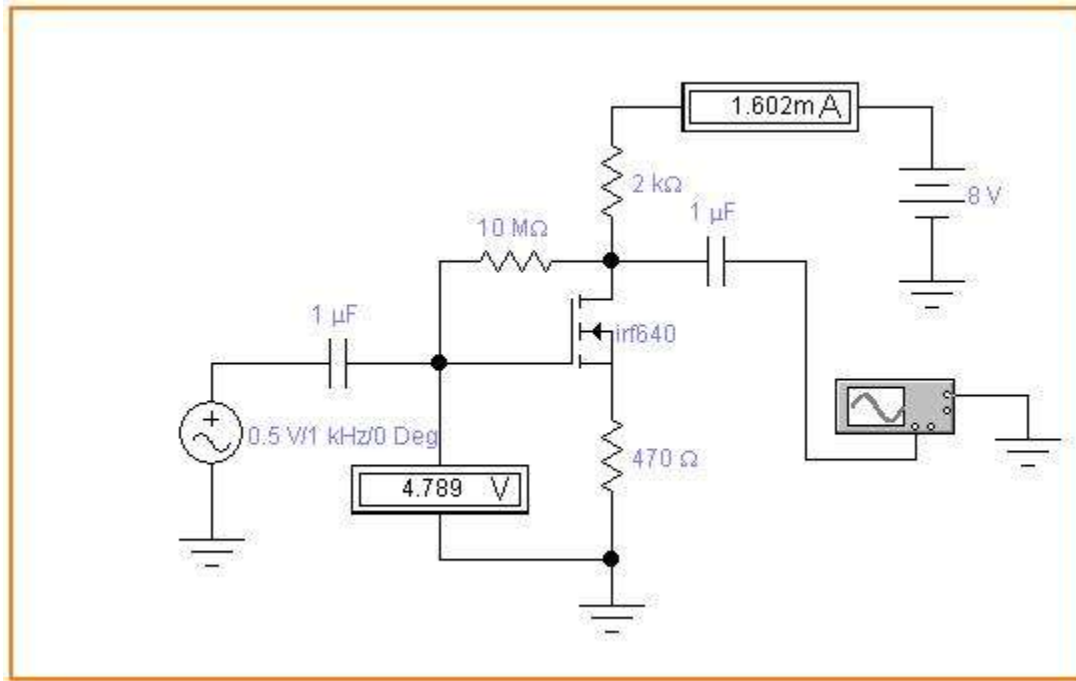 1.602m A
2 kΩ
8 V
1 µF
10 MΩ
1 µF
irf640
0.5 V/1 kHz/0 Deg
470 Ω
4.789 V